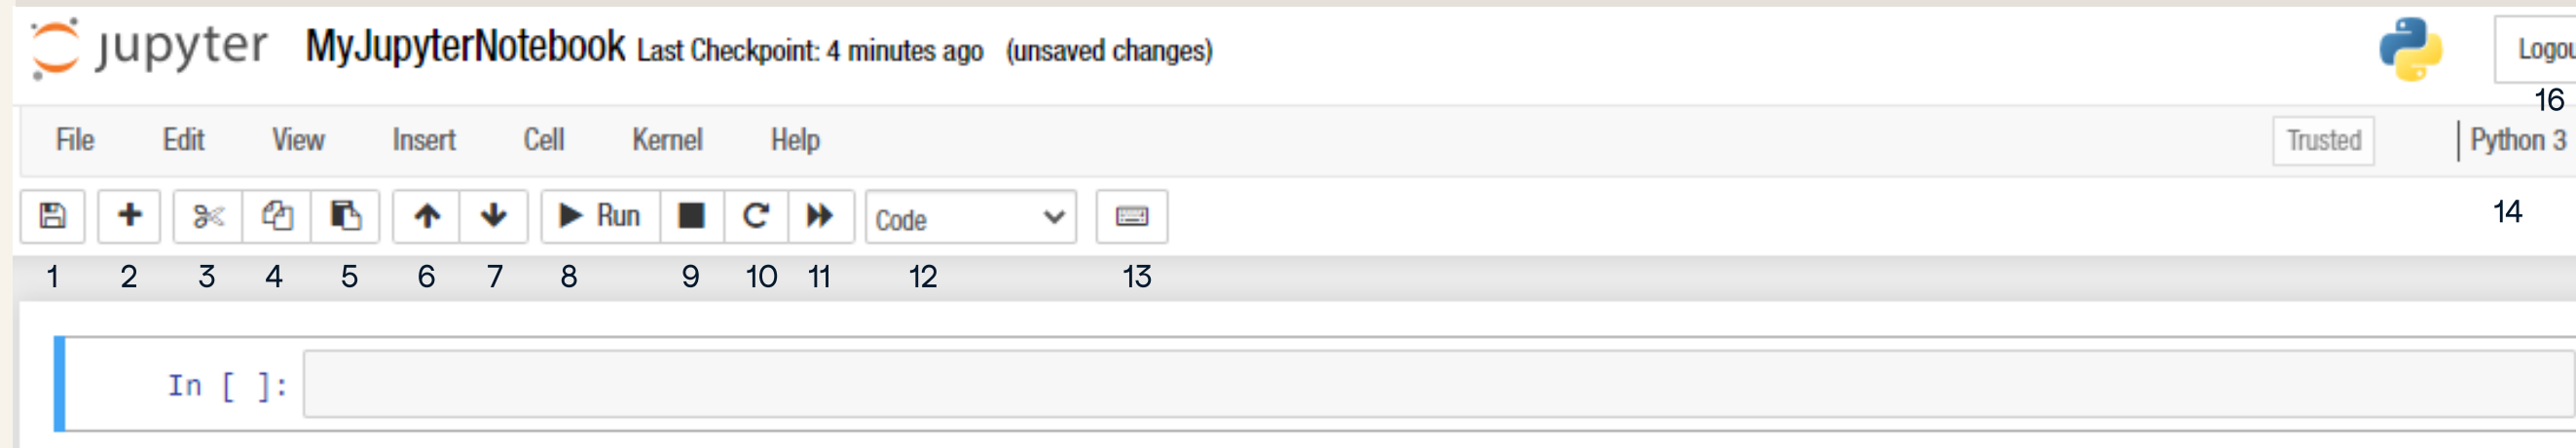 jupyter MyJupyterNotebook Last Checkpoint: 4 minutes ago (unsaved changes) Logou
16
File Edit View Insert Cell Kernel Help Trusted Python 3
Run Code 14
1 2 3 4 5 6 7 8 9 10 11 12 13
In [ ]: